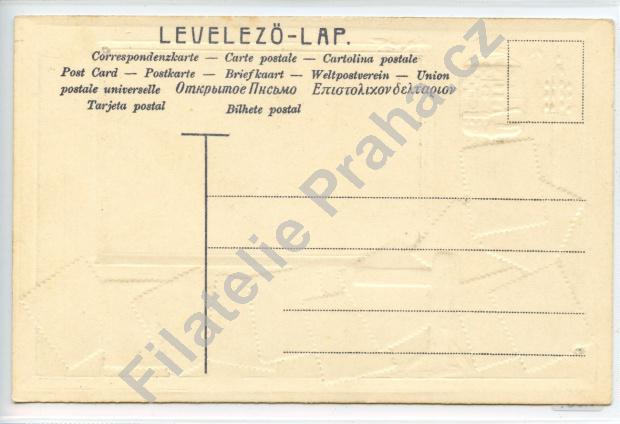 LEVELEZŐ-LAP.
Correspondenzkarte — Carte postale — Cartolina postale
Post Card — Postkarte — Briefkaart — Weltpostverein — Union
postale universelle Открытое Письмо Επιστολιχον δελταριον
Tarjeta postal Bilhete postal
Filatelie Praha.cz